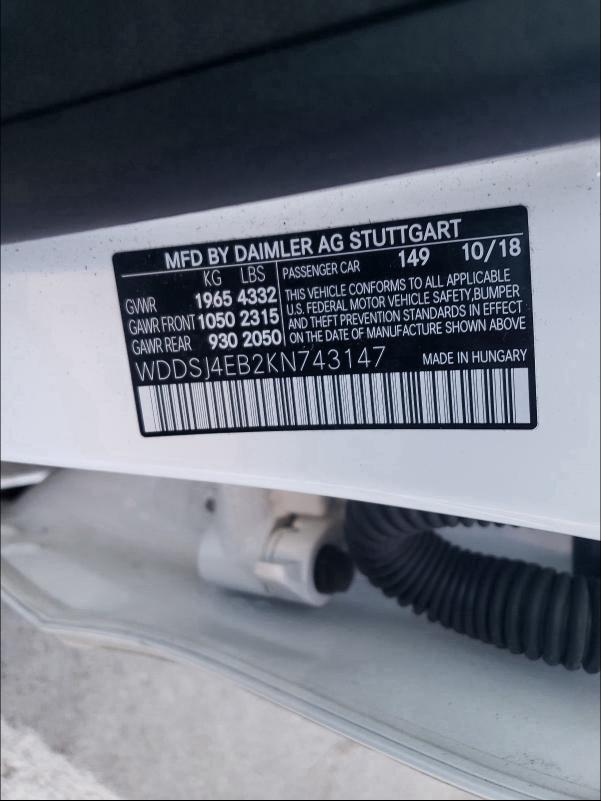 MFD BY DAIMLER AG STUTTGART 149 10/18
KG LBS
GVWR 1965 4332
GAWR FRONT 1050 2315
GAWR REAR 930 2050
PASSENGER CAR
THIS VEHICLE CONFORMS TO ALL APPLICABLE
U.S. FEDERAL MOTOR VEHICLE SAFETY,BUMPER
AND THEFT PREVENTION STANDARDS IN EFFECT
ON THE DATE OF MANUFACTURE SHOWN ABOVE
WDDSJ4EB2KN743147
MADE IN HUNGARY